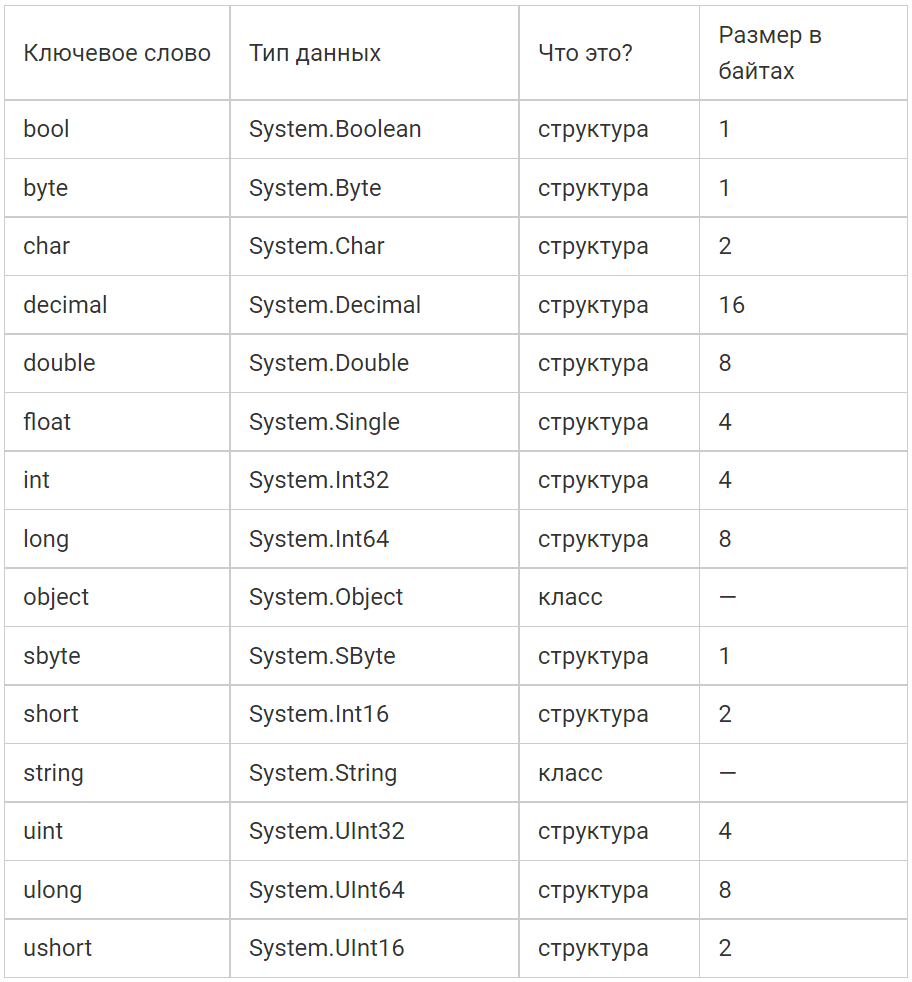 Ключевое слово Тип данных Что это? Размер в
байтах
bool System.Boolean структура 1
byte System.Byte структура 1
char System.Char структура 2
decimal System.Decimal структура 16
double System.Double структура 8
float System.Single структура 4
int System.Int32 структура 4
long System.Int64 структура 8
object System.Object класс —
sbyte System.SByte структура 1
short System.Int16 структура 2
string System.String класс —
uint System.UInt32 структура 4
ulong System.UInt64 структура 8
ushort System.UInt16 структура 2